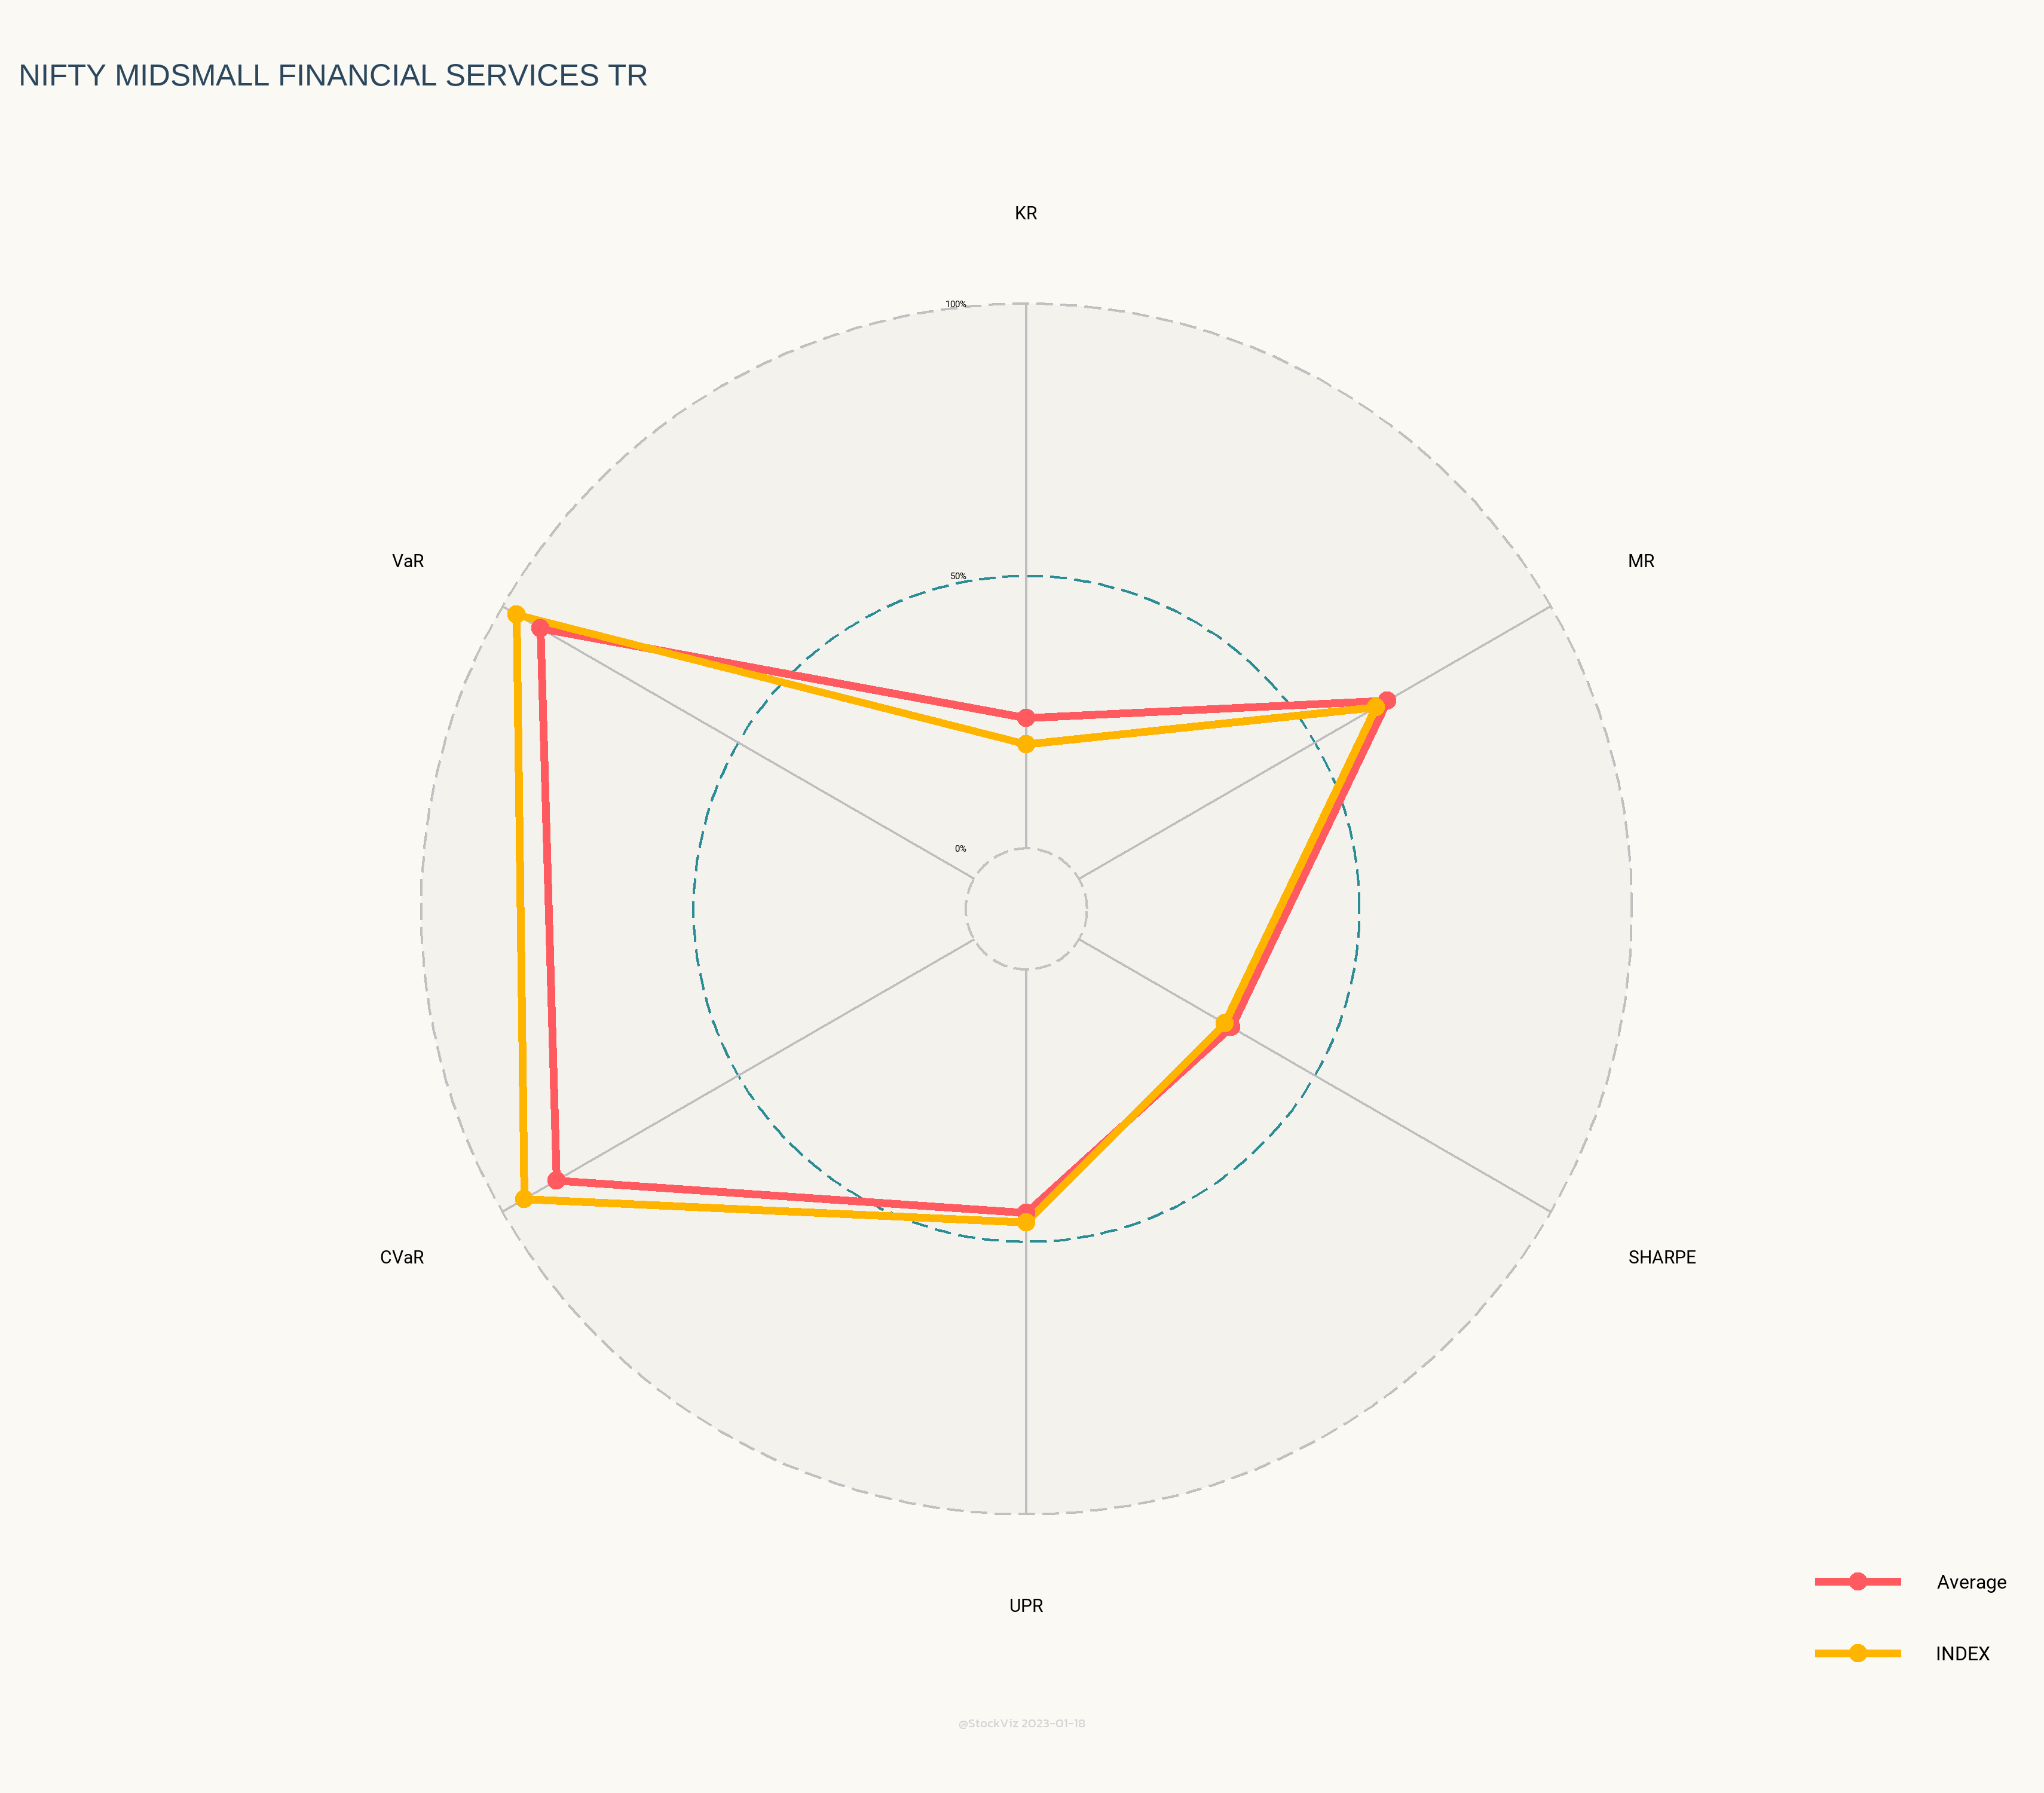 NIFTY MIDSMALL FINANCIAL SERVICES TR
KR
100%
VaR
50%
MR
0%
CVaR
SHARPE
UPR
Average
INDEX
@StockViz 2023-01-18